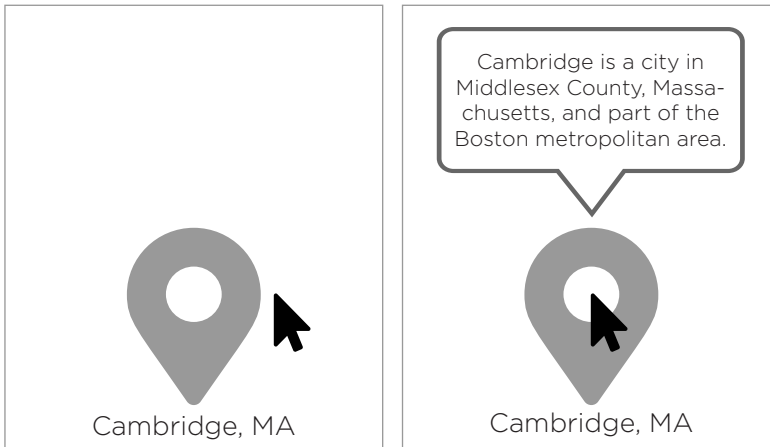 Cambridge is a city in
Middlesex County, Massa-
chusetts, and part of the
Boston metropolitan area.
Cambridge, MA
Cambridge, MA